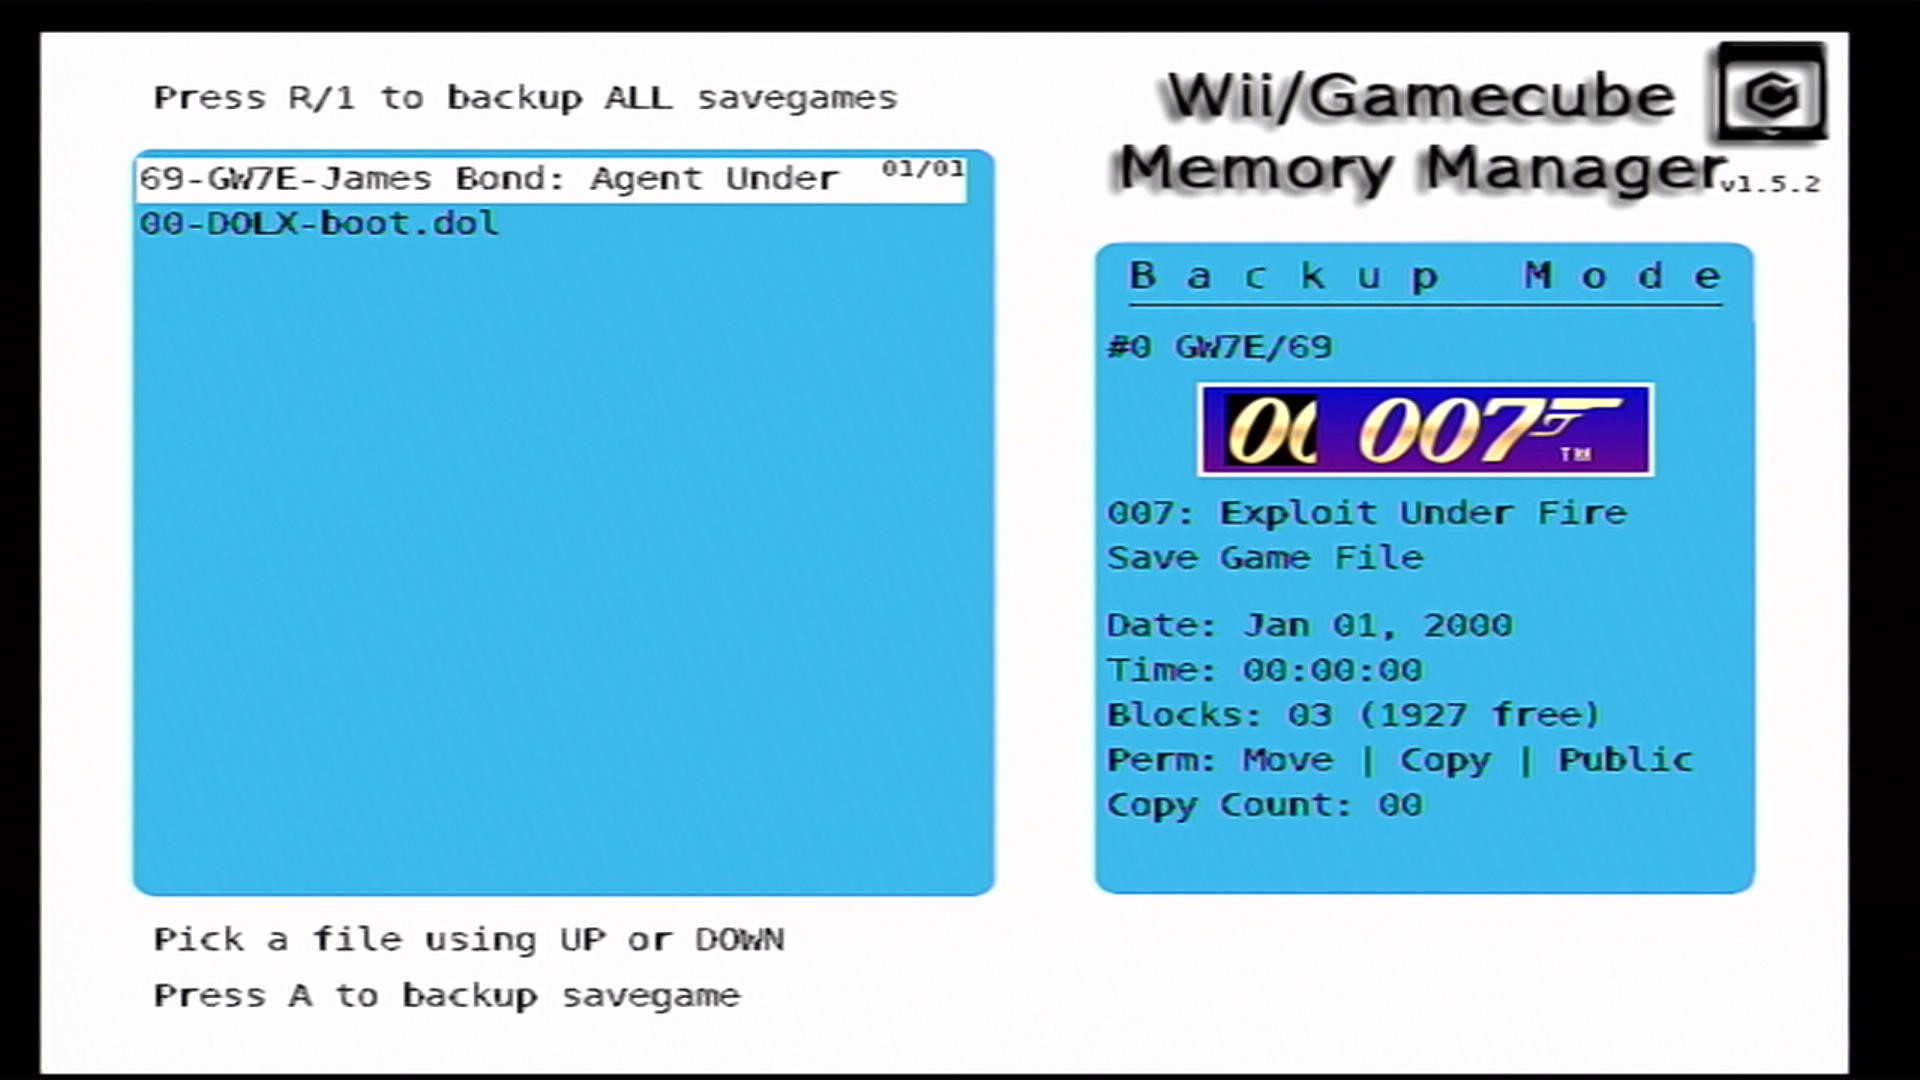 Press R/1 to backup ALL savegames
Wii/Gamecube
Memory Manager
v1.5.2
69-GW7E-James Bond: Agent Under 01/01
00-DOLX-boot.dol
Backup Mode
#0 GW7E/69
00 007 TM
007: Exploit Under Fire
Save Game File
Date: Jan 01, 2000
Time: 00:00:00
Blocks: 03 (1927 free)
Perm: Move | Copy | Public
Copy Count: 00
Pick a file using UP or DOWN
Press A to backup savegame